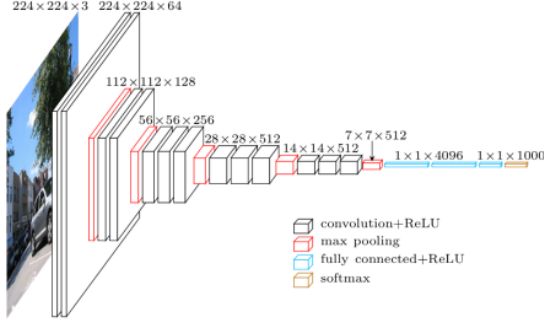 224×224×3
224×224×64
112×112×128
56×56×256
28×28×512
14×14×512
7×7×512
1×1×4096
1×1×1000
convolution+ReLU
max pooling
fully connected+ReLU
softmax